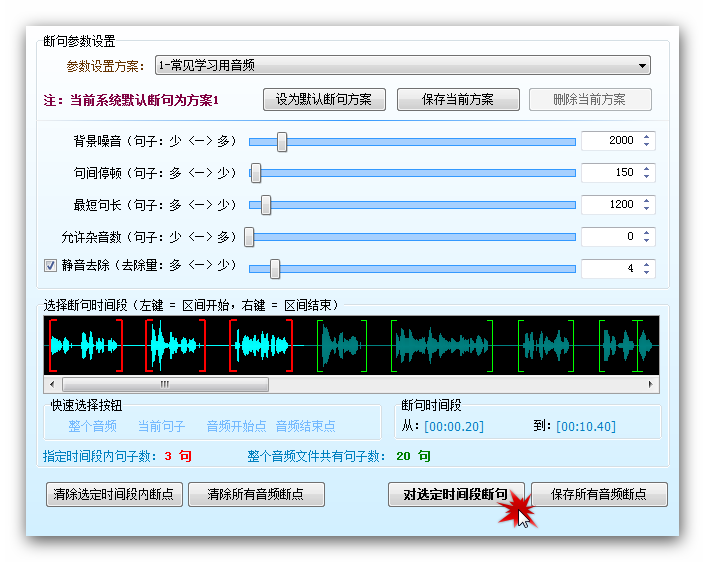 断句参数设置
参数设置方案： 1-常见学习用音频
注：当前系统默认断句为方案1 设为默认断句方案 保存当前方案 删除当前方案
背景噪音（句子：少 <—> 多） 2000
句间停顿（句子：多 <—> 少） 150
最短句长（句子：多 <—> 少） 1200
允许杂音数（句子：少 <—> 多） 0
静音去除（去除量：多 <—> 少） 4
选择断句时间段（左键 = 区间开始，右键 = 区间结束）
快速选择按钮 断句时间段
整个音频 当前句子 音频开始点 音频结束点 从：[00:00.20] 到：[00:10.40]
指定时间段内句子数：3 句 整个音频文件共有句子数：20 句
清除选定时间段内断点 清除所有音频断点 对选定时间段断句 保存所有音频断点